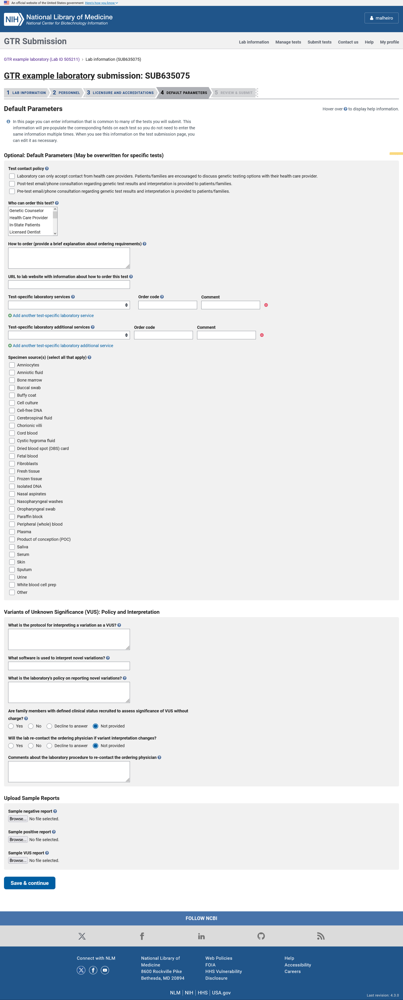 An official website of the United States government Here's how you know
NIH National Library of Medicine
National Center for Biotechnology Information
malheiro
GTR Submission
Lab information Manage tests Submit tests Contact us Help My profile
GTR example laboratory (Lab ID 505211) › Lab information (SUB635075)
GTR example laboratory submission: SUB635075
1 LAB INFORMATION 2 PERSONNEL 3 LICENSURE AND ACCREDITATIONS 4 DEFAULT PARAMETERS 5 REVIEW & SUBMIT
Default Parameters
Hover over ? to display help information.
In this page you can enter information that is common to many of the tests you will submit. This
information will pre-populate the corresponding fields on each test so you do not need to enter the
same information multiple times. When you see this information on the test submission page, you
can edit it as necessary.
Optional: Default Parameters (May be overwritten for specific tests)
Test contact policy
Laboratory can only accept contact from health care providers. Patients/families are encouraged to discuss genetic testing options with their health care provider.
Post-test email/phone consultation regarding genetic test results and interpretation is provided to patients/families.
Pre-test email/phone consultation regarding genetic test results and interpretation is provided to patients/families.
Who can order this test?
Genetic Counselor
Health Care Provider
In-State Patients
Licensed Dentist
How to order (provide a brief explanation about ordering requirements)
URL to lab website with information about how to order this test
Test-specific laboratory services Order code Comment
Add another test-specific laboratory service
Test-specific laboratory additional services Order code Comment
Add another test-specific laboratory additional service
Specimen source(s) (select all that apply)
Amniocytes
Amniotic fluid
Bone marrow
Buccal swab
Buffy coat
Cell culture
Cell-free DNA
Cerebrospinal fluid
Chorionic villi
Cord blood
Cystic hygroma fluid
Dried blood spot (DBS) card
Fetal blood
Fibroblasts
Fresh tissue
Frozen tissue
Isolated DNA
Nasal aspirates
Nasopharyngeal washes
Oropharyngeal swab
Paraffin block
Peripheral (whole) blood
Plasma
Product of conception (POC)
Saliva
Serum
Skin
Sputum
Urine
White blood cell prep
Other
Variants of Unknown Significance (VUS): Policy and Interpretation
What is the protocol for interpreting a variation as a VUS?
What software is used to interpret novel variations?
What is the laboratory's policy on reporting novel variations?
Are family members with defined clinical status recruited to assess significance of VUS without
charge?
Yes No Decline to answer Not provided
Will the lab re-contact the ordering physician if variant interpretation changes?
Yes No Decline to answer Not provided
Comments about the laboratory procedure to re-contact the ordering physician
Upload Sample Reports
Sample negative report
Browse... No file selected.
Sample positive report
Browse... No file selected.
Sample VUS report
Browse... No file selected.
Save & continue
FOLLOW NCBI
Connect with NLM
National Library of
Medicine
8600 Rockville Pike
Bethesda, MD 20894
Web Policies
FOIA
HHS Vulnerability
Disclosure
Help
Accessibility
Careers
NLM NIH HHS USA.gov
Last revision: 4.3.0